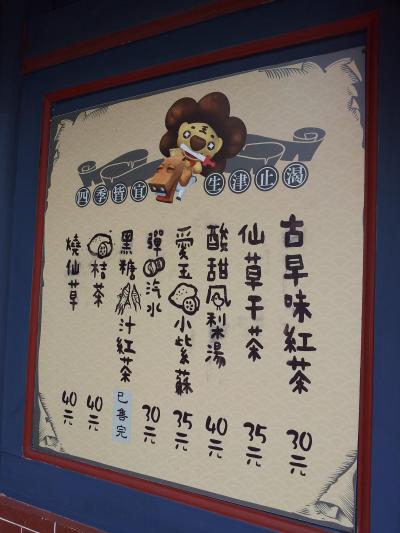 四季皆宜 生津止渴
王
古早味紅茶 30元
仙草干茶 35元
酸甜凤梨湯 40元
愛玉小紫蘇 35元
彈汽水 30元
黑糖汁紅茶 已售完
桔茶 40元
燒仙草 40元